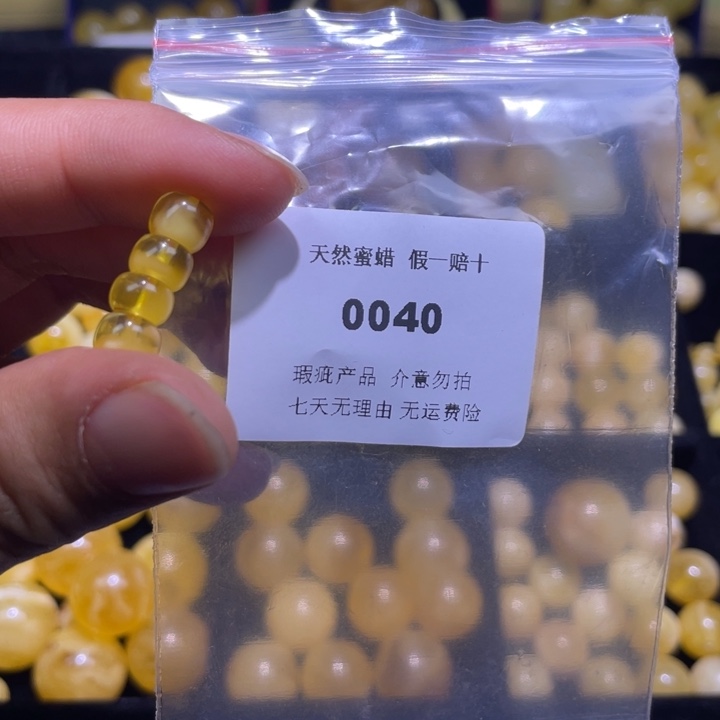 天然蜜蜡 假一赔十
0040
瑕疵产品 介意勿拍
七天无理由 无运费险